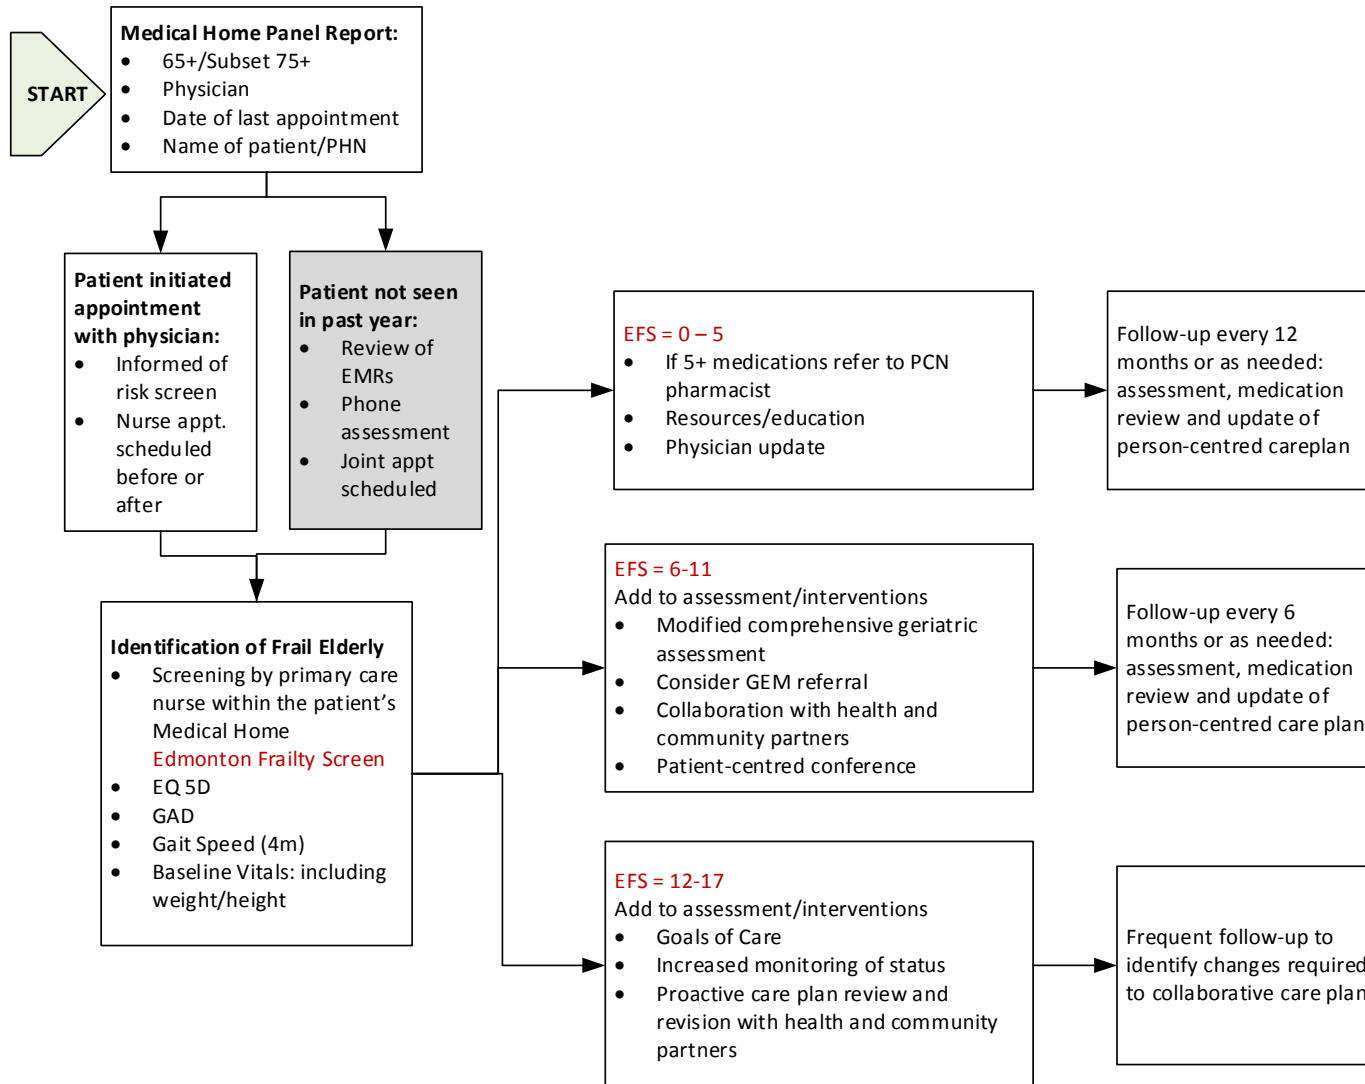 START
Medical Home Panel Report:
• 65+/Subset 75+
• Physician
• Date of last appointment
• Name of patient/PHN
Patient initiated
appointment
with physician:
• Informed of
risk screen
• Nurse appt.
scheduled
before or
after
Patient not seen
in past year:
• Review of
EMRs
• Phone
assessment
• Joint appt
scheduled
Identification of Frail Elderly
• Screening by primary care
nurse within the patient’s
Medical Home
Edmonton Frailty Screen
• EQ 5D
• GAD
• Gait Speed (4m)
• Baseline Vitals: including
weight/height
EFS = 0 – 5
• If 5+ medications refer to PCN
pharmacist
• Resources/education
• Physician update
Follow-up every 12
months or as needed:
assessment, medication
review and update of
person-centred careplan
EFS = 6-11
Add to assessment/interventions
• Modified comprehensive geriatric
assessment
• Consider GEM referral
• Collaboration with health and
community partners
• Patient-centred conference
Follow-up every 6
months or as needed:
assessment, medication
review and update of
person-centred care plan
EFS = 12-17
Add to assessment/interventions
• Goals of Care
• Increased monitoring of status
• Proactive care plan review and
revision with health and community
partners
Frequent follow-up to
identify changes required
to collaborative care plan